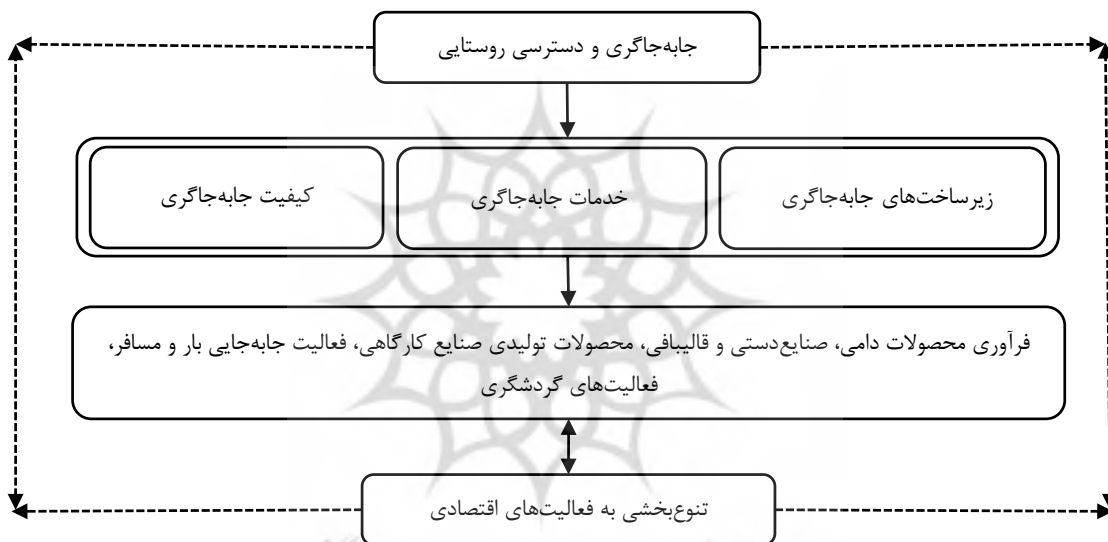 جابه‌جاگری و دسترسی روستایی
زیرساخت‌های جابه‌جاگری
خدمات جابه‌جاگری
کیفیت جابه‌جاگری
فرآوری محصولات دامی، صنایع‌دستی و قالیبافی، محصولات تولیدی صنایع کارگاهی، فعالیت جابه‌جایی بار و مسافر،
فعالیت‌های گردشگری
تنوع‌بخشی به فعالیت‌های اقتصادی